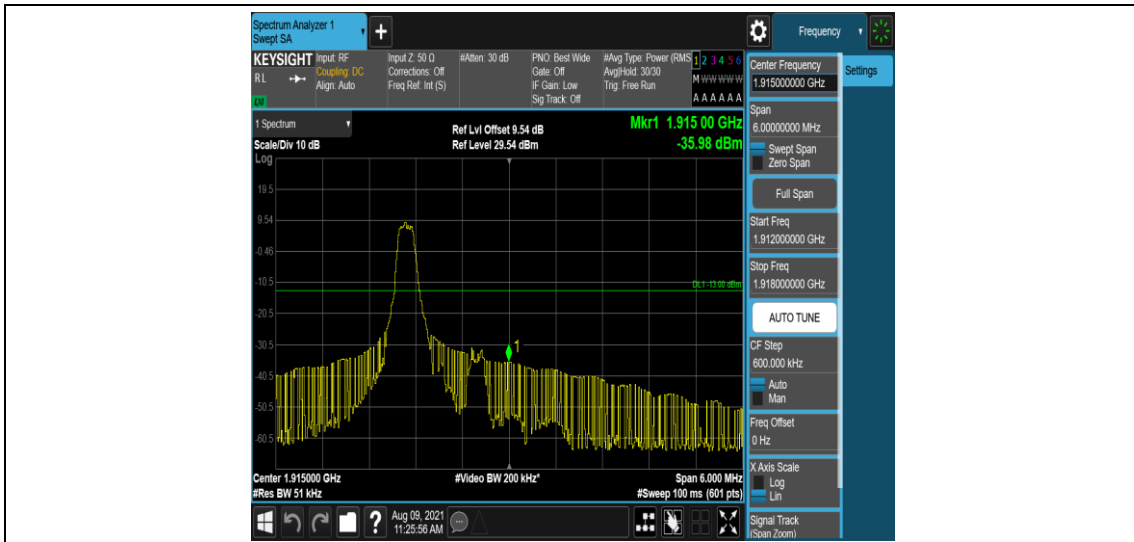 Spectrum Analyzer 1
Swept SA
+
Frequency
KEYSIGHT
RL
LM
Input: RF
Coupling: DC
Align: Auto
Input Z: 50 Ω
Corrections: Off
Freq Ref: Int (S)
#Atten: 30 dB
PNO: Best Wide
Gate: Off
IF Gain: Low
Sig Track: Off
#Avg Type: Power (RMS
Avg|Hold: 30/30
Trig: Free Run
1 2 3 4 5 6
M W W W W W
A A A A A A
1 Spectrum
Scale/Div 10 dB
Ref Lvl Offset 9.54 dB
Ref Level 29.54 dBm
Mkr1 1.915 00 GHz
-35.98 dBm
Log
19.5
9.54
-0.46
-10.5
-20.5
-30.5
-40.5
-50.5
-60.5
DL1 -13.00 dBm
1
Center 1.915000 GHz
#Video BW 200 kHz*
Span 6.000 MHz
#Res BW 51 kHz
#Sweep 100 ms (601 pts)
Aug 09, 2021
11:25:56 AM
?
Center Frequency
1.915000000 GHz
Settings
Span
6.00000000 MHz
Swept Span
Zero Span
Full Span
Start Freq
1.912000000 GHz
Stop Freq
1.918000000 GHz
AUTO TUNE
CF Step
600.000 kHz
Auto
Man
Freq Offset
0 Hz
X Axis Scale
Log
Lin
Signal Track
(Span Zoom)